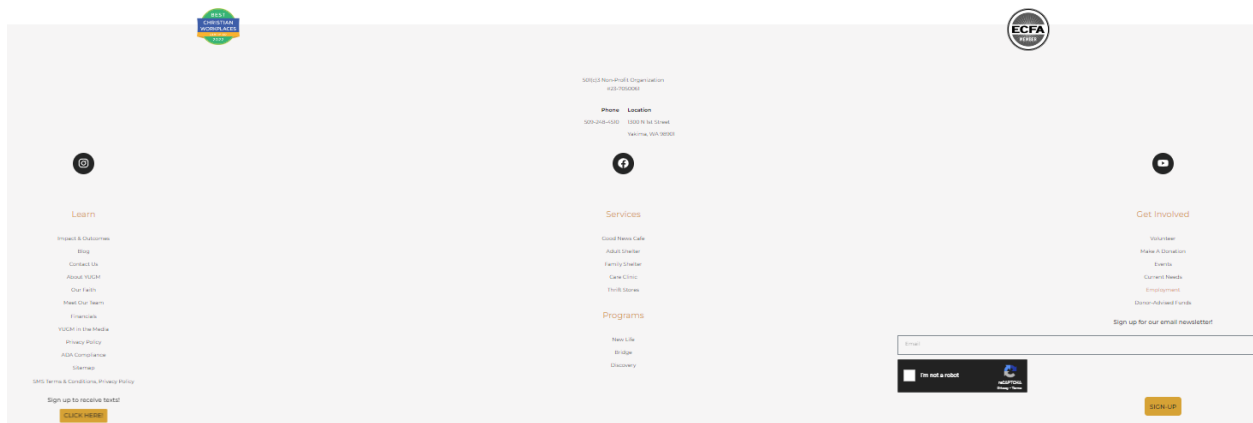 BEST
CHRISTIAN
WORKPLACES
ECFA
MEMBER
501(c)3 Non-Profit Organization
Phone Location
1300 N 1st Street
Yakima, WA 98901
Learn
Impact & Outcomes
Blog
Contact Us
About YUGM
Our Faith
Meet Our Team
Financials
YUGM in the Media
Privacy Policy
ADA Compliance
Sitemap
SMS Terms & Conditions, Privacy Policy
Sign up to receive texts!
CLICK HERE!
Services
Good News Cafe
Adult Shelter
Family Shelter
Care Clinic
Thrift Stores
Programs
New Life
Bridge
Discovery
Get Involved
Volunteer
Make A Donation
Events
Current Needs
Employment
Donor-Advised Funds
Sign up for our email newsletter!
Email
I'm not a robot
reCAPTCHA
Privacy - Terms
SIGN-UP